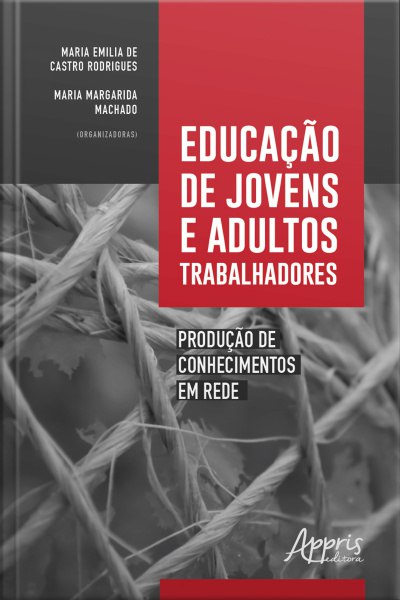 MARIA EMILIA DE
CASTRO RODRIGUES
MARIA MARGARIDA
MACHADO
(ORGANIZADORAS)
EDUCAÇÃO
DE JOVENS
E ADULTOS
TRABALHADORES
PRODUÇÃO DE
CONHECIMENTOS
EM REDE
Appris
editora